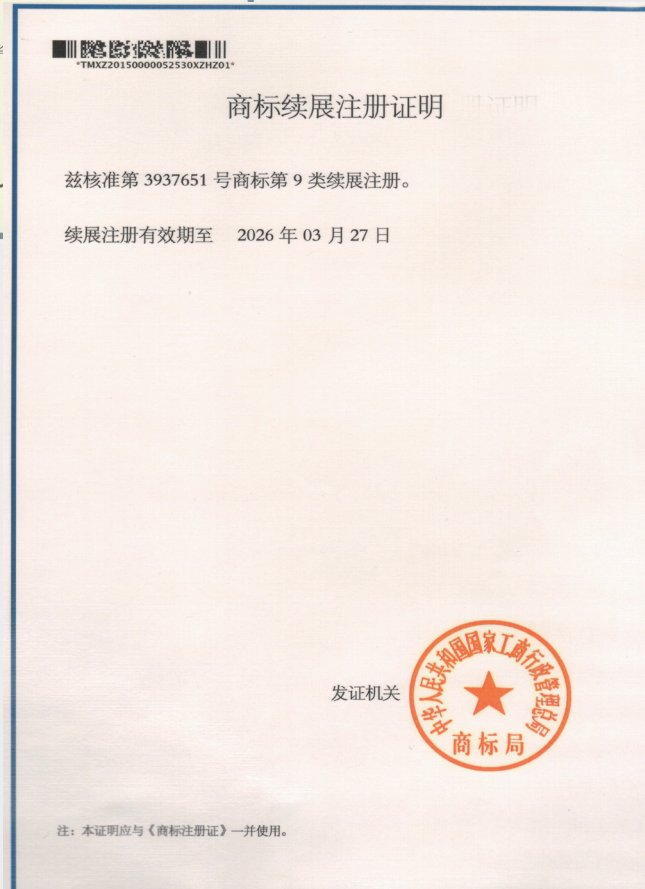 *TMXZ20150000052530XZHZ01*
商标续展注册证明
兹核准第 3937651 号商标第 9 类续展注册。
续展注册有效期至 2026 年 03 月 27 日
发证机关
中华人民共和国国家工商行政管理总局
商标局
注：本证明应与《商标注册证》一并使用。